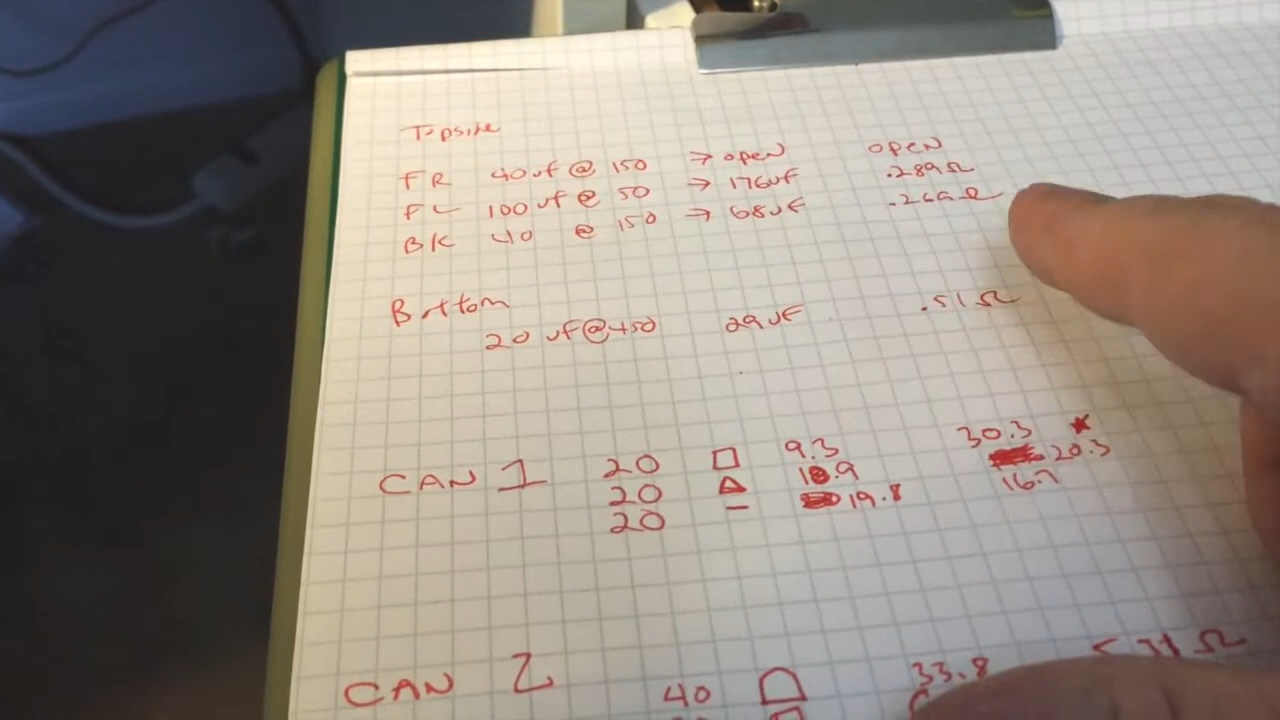 Topside
FR 40uf @ 150 → open open
FL 100uf @ 50 → 176uf .289Ω
BK 40 @ 150 → 68uf
Bottom
20 uf @ 450 29uf .51Ω
CAN 1 20 □ 9.3 30.3 *
20 △ 18.9 20.3
20 — 19.8 16.7
CAN 2 40 33.8